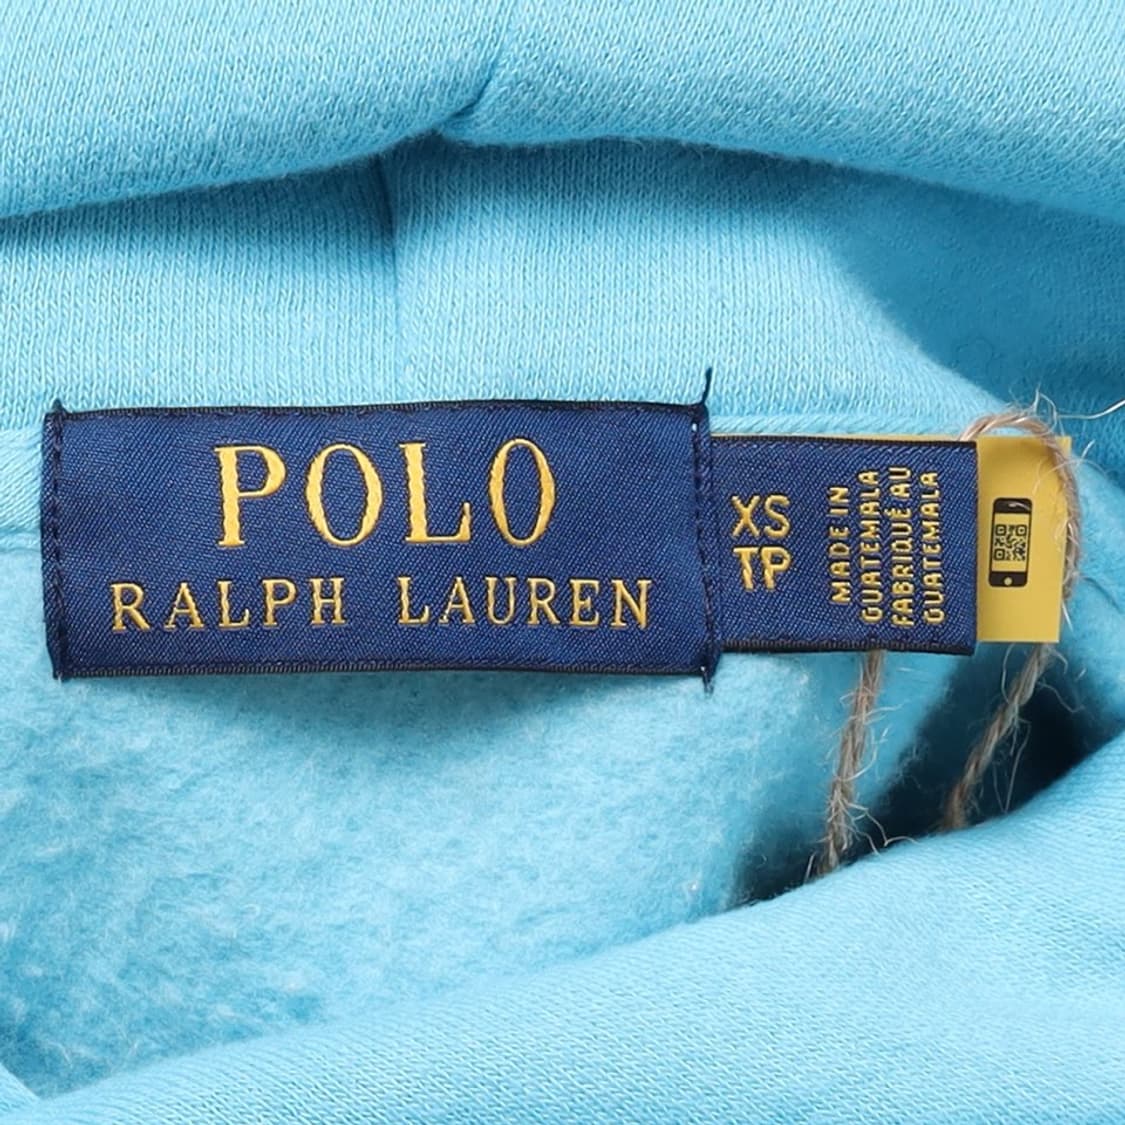 POLO
RALPH LAUREN
XS
TP
MADE IN
GUATEMALA
FABRIQUÉ AU
GUATEMALA